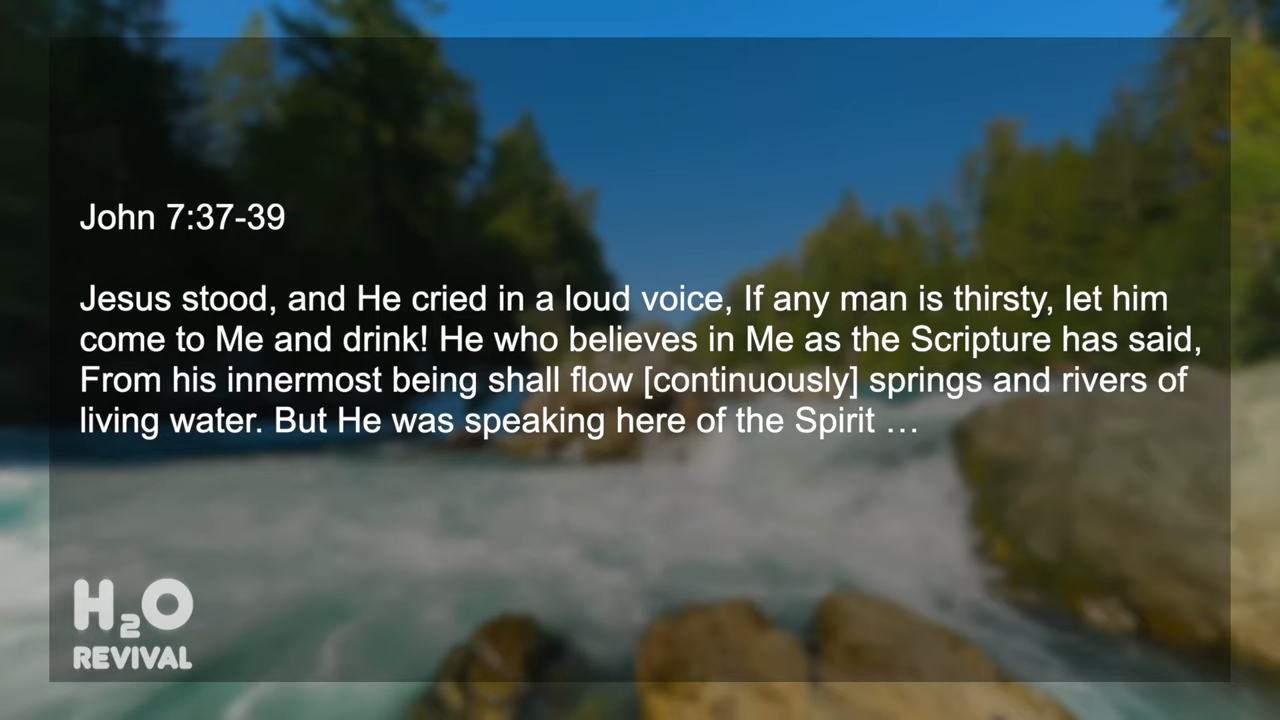 John 7:37-39
Jesus stood, and He cried in a loud voice, If any man is thirsty, let him
come to Me and drink! He who believes in Me as the Scripture has said,
From his innermost being shall flow [continuously] springs and rivers of
living water. But He was speaking here of the Spirit …
H2O
REVIVAL